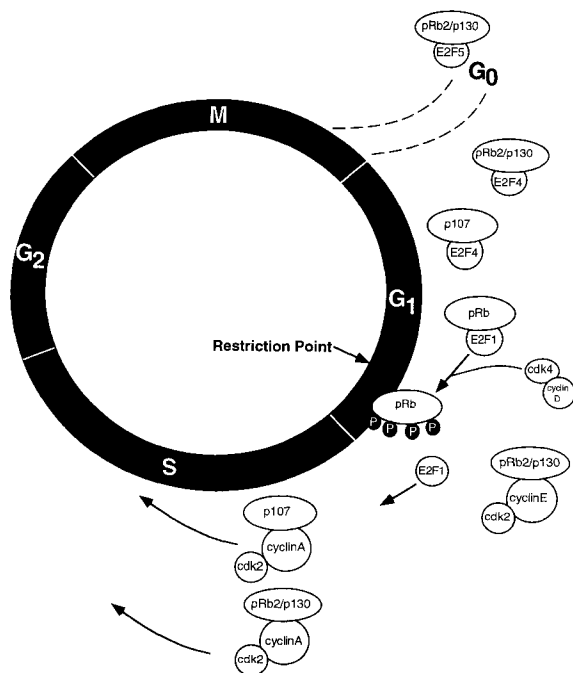 pRb2/p130
E2F5
G0
M
pRb2/p130
E2F4
p107
E2F4
G2
G1
pRb
E2F1
Restriction Point
cdk4
cyclin
D
pRb
P P P P
E2F1
pRb2/p130
cyclinE
cdk2
S
p107
cyclinA
cdk2
pRb2/p130
cyclinA
cdk2